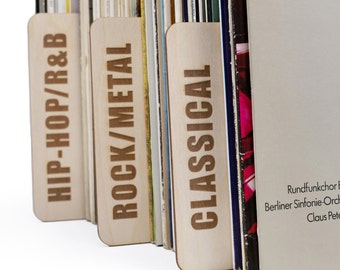 HIP-HOP/R&B
ROCK/METAL
CLASSICAL
Rundfunkchor
Berliner Sinfonie-Orch
Claus Pete